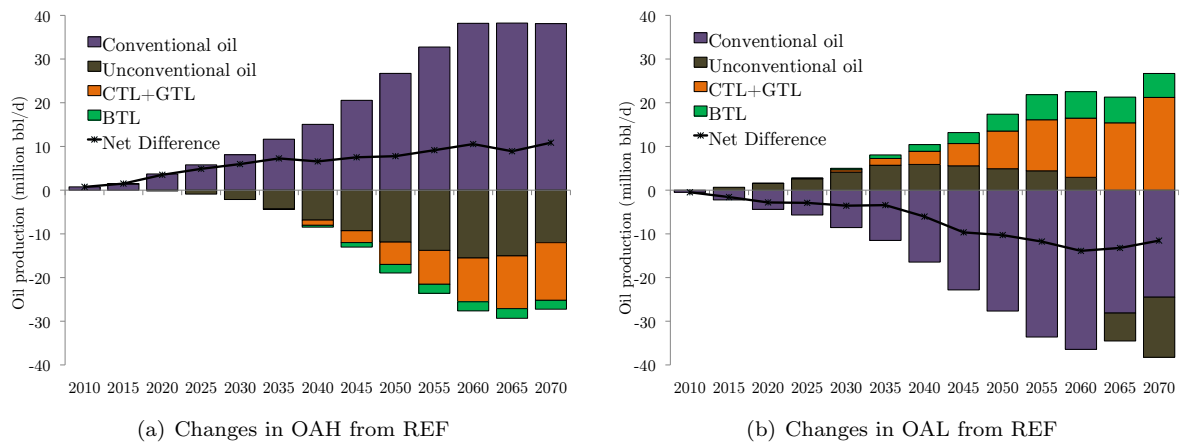 Oil production (million bbl/d)
40
30
20
10
0
-10
-20
-30
-40
Conventional oil
Unconventional oil
CTL+GTL
BTL
Net Difference
2010 2015 2020 2025 2030 2035 2040 2045 2050 2055 2060 2065 2070
(a) Changes in OAH from REF
Oil production (million bbl/d)
40
30
20
10
0
-10
-20
-30
-40
Conventional oil
Unconventional oil
CTL+GTL
BTL
Net Difference
2010 2015 2020 2025 2030 2035 2040 2045 2050 2055 2060 2065 2070
(b) Changes in OAL from REF